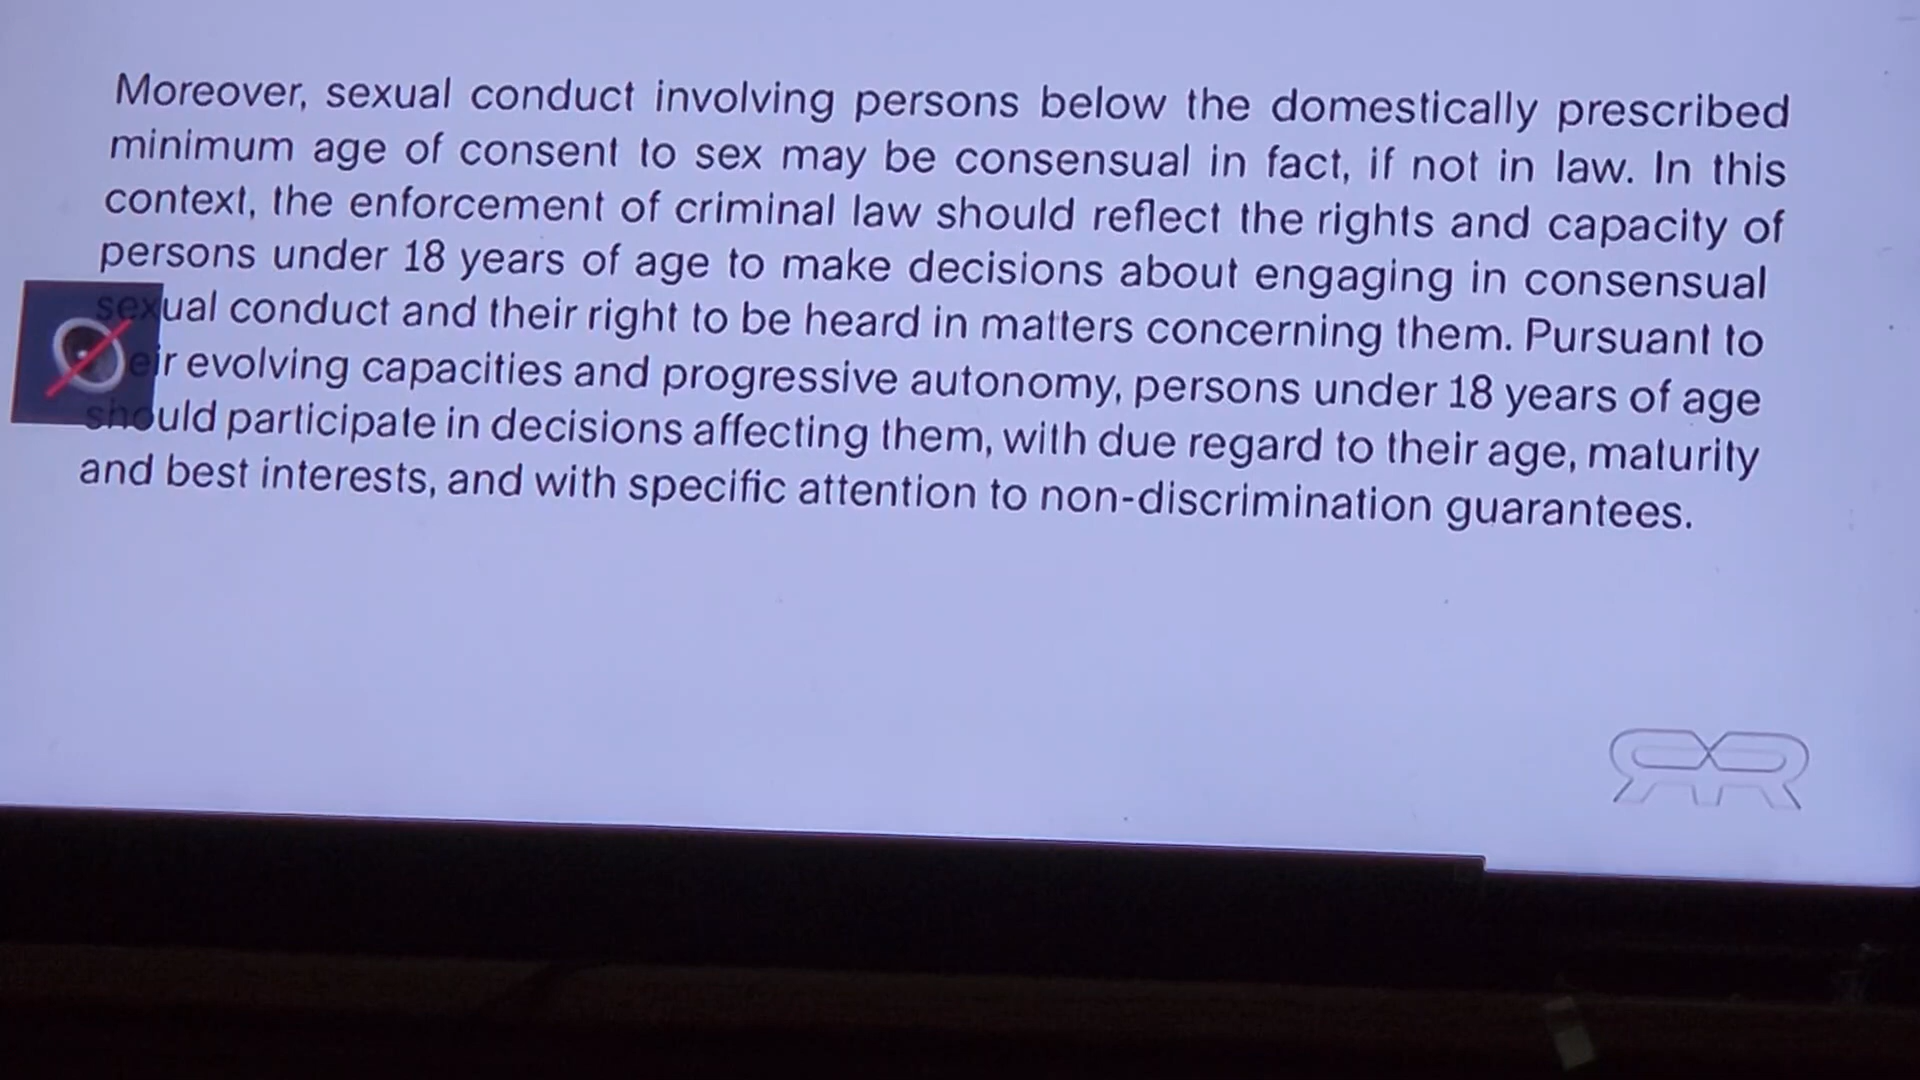 Moreover, sexual conduct involving persons below the domestically prescribed
minimum age of consent to sex may be consensual in fact, if not in law. In this
context, the enforcement of criminal law should reflect the rights and capacity of
persons under 18 years of age to make decisions about engaging in consensual
sexual conduct and their right to be heard in matters concerning them. Pursuant to
their evolving capacities and progressive autonomy, persons under 18 years of age
should participate in decisions affecting them, with due regard to their age, maturity
and best interests, and with specific attention to non-discrimination guarantees.